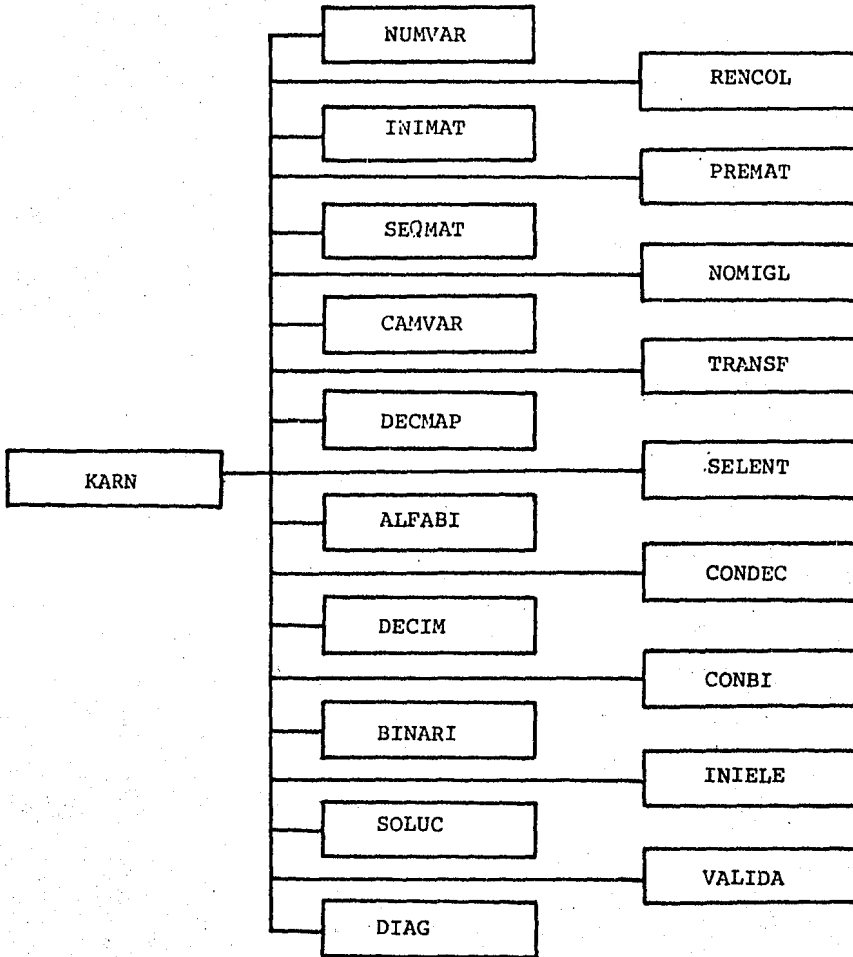 NUMVAR
RENCOL
INIMAT
PREMAT
SEQMAT
NOMIGL
CAMVAR
TRANSF
DECMAP
KARN
SELENT
ALFABI
CONDEC
DECIM
CONBI
BINARI
INIELE
SOLUC
VALIDA
DIAG